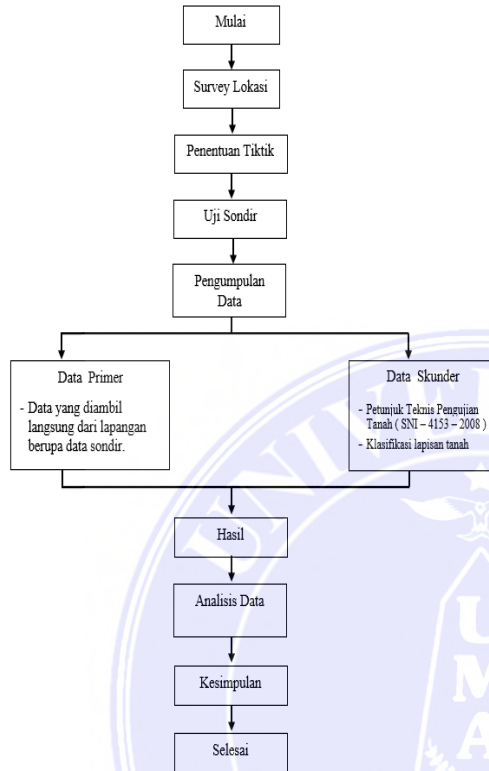 Mulai
Survey Lokasi
Penentuan Tiktik
Uji Sondir
Pengumpulan
Data
Data Primer
- Data yang diambil
langsung dari lapangan
berupa data sondir.
Data Skunder
- Petunjuk Teknis Pengujian
Tanah ( SNI – 4153 – 2008 )
- Klasifikasi lapisan tanah
Hasil
Analisis Data
Kesimpulan
Selesai
UNIVE
U
M
A